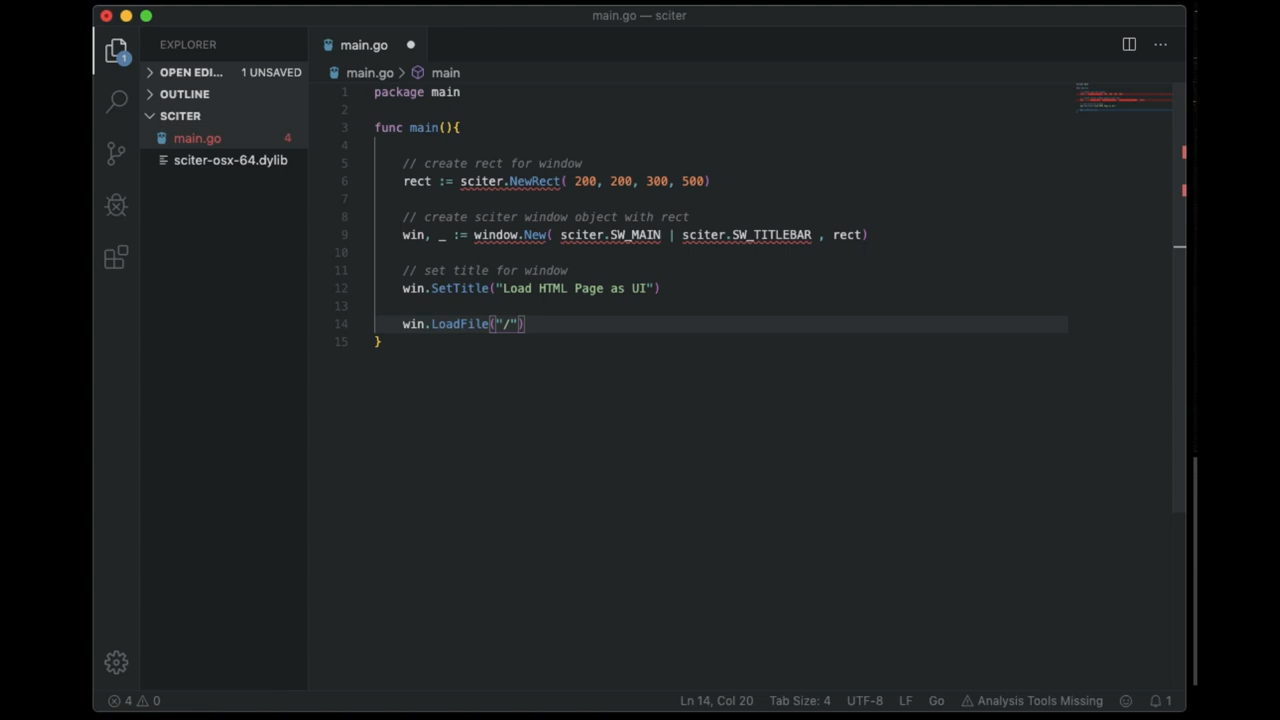 main.go — sciter
EXPLORER
OPEN EDI... 1 UNSAVED
OUTLINE
SCITER
main.go 4
sciter-osx-64.dylib
1
main.go
main.go > main
1 package main
2
3 func main(){
4
5 // create rect for window
6 rect := sciter.NewRect( 200, 200, 300, 500)
7
8 // create sciter window object with rect
9 win, _ := window.New( sciter.SW_MAIN | sciter.SW_TITLEBAR , rect)
10
11 // set title for window
12 win.SetTitle("Load HTML Page as UI")
13
14 win.LoadFile("/")
15 }
4 0 Ln 14, Col 20 Tab Size: 4 UTF-8 LF Go Analysis Tools Missing 1